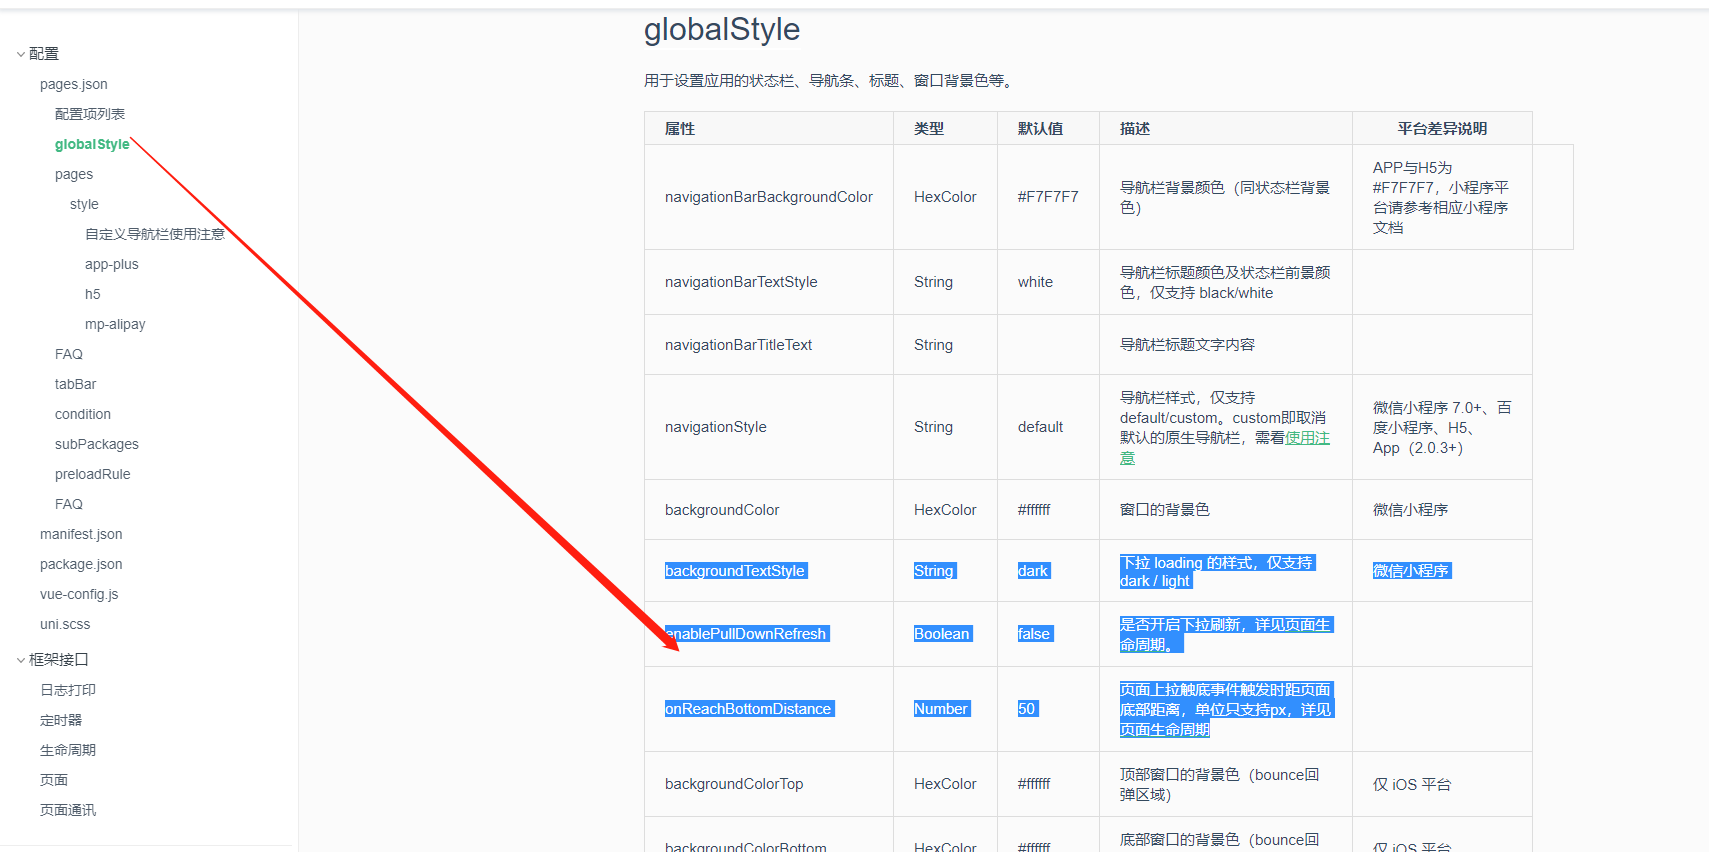 配置
pages.json
配置项列表
globalStyle
pages
style
自定义导航栏使用注意
app-plus
h5
mp-alipay
FAQ
tabBar
condition
subPackages
preloadRule
FAQ
manifest.json
package.json
vue-config.js
uni.scss
框架接口
日志打印
定时器
生命周期
页面
页面通讯
globalStyle
用于设置应用的状态栏、导航条、标题、窗口背景色等。
属性 类型 默认值 描述 平台差异说明
navigationBarBackgroundColor HexColor #F7F7F7 导航栏背景颜色（同状态栏背景
色）
APP与H5为
#F7F7F7，小程序平
台请参考相应小程序
文档
navigationBarTextStyle String white 导航栏标题颜色及状态栏前景颜
色，仅支持 black/white
navigationBarTitleText String 导航栏标题文字内容
navigationStyle String default 导航栏样式，仅支持
default/custom。custom即取消
默认的原生导航栏，需看使用注
意
微信小程序 7.0+、百
度小程序、H5、
App（2.0.3+）
backgroundColor HexColor #ffffff 窗口的背景色 微信小程序
backgroundTextStyle String dark 下拉 loading 的样式，仅支持
dark / light
微信小程序
enablePullDownRefresh Boolean false 是否开启下拉刷新，详见页面生
命周期。
onReachBottomDistance Number 50 页面上拉触底事件触发时距页面
底部距离，单位只支持px，详见
页面生命周期
backgroundColorTop HexColor #ffffff 顶部窗口的背景色（bounce回
弹区域）
仅 iOS 平台
backgroundColorBottom HexColor #ffffff 底部窗口的背景色（bounce回
仅 iOS 平台